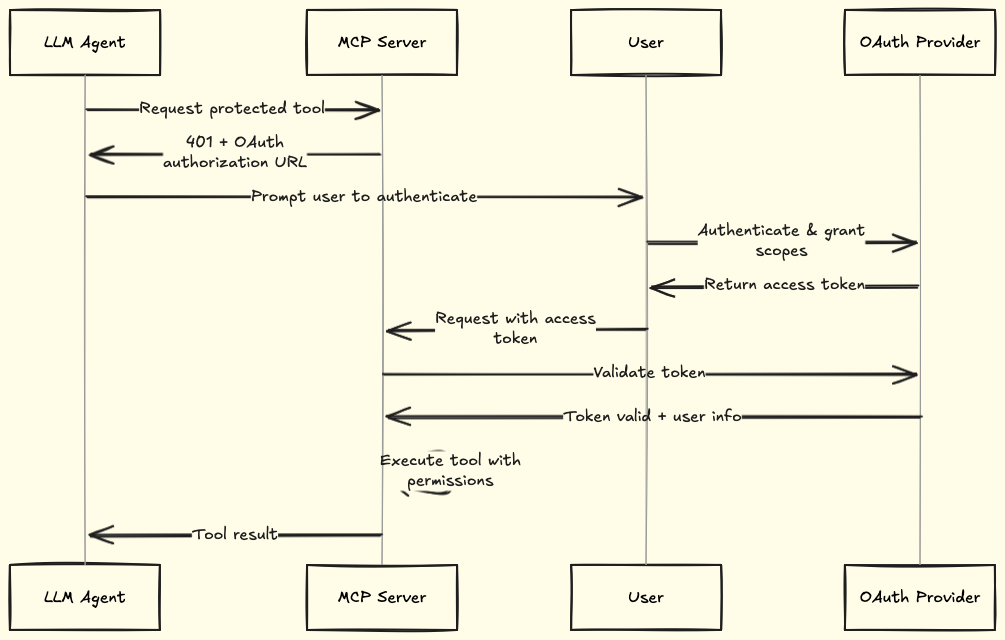 LLM Agent
MCP Server
User
OAuth Provider
Request protected tool
401 + OAuth
authorization URL
Prompt user to authenticate
Authenticate & grant
scopes
Return access token
Request with access
token
Validate token
Token valid + user info
Execute tool with
permissions
Tool result
LLM Agent
MCP Server
User
OAuth Provider